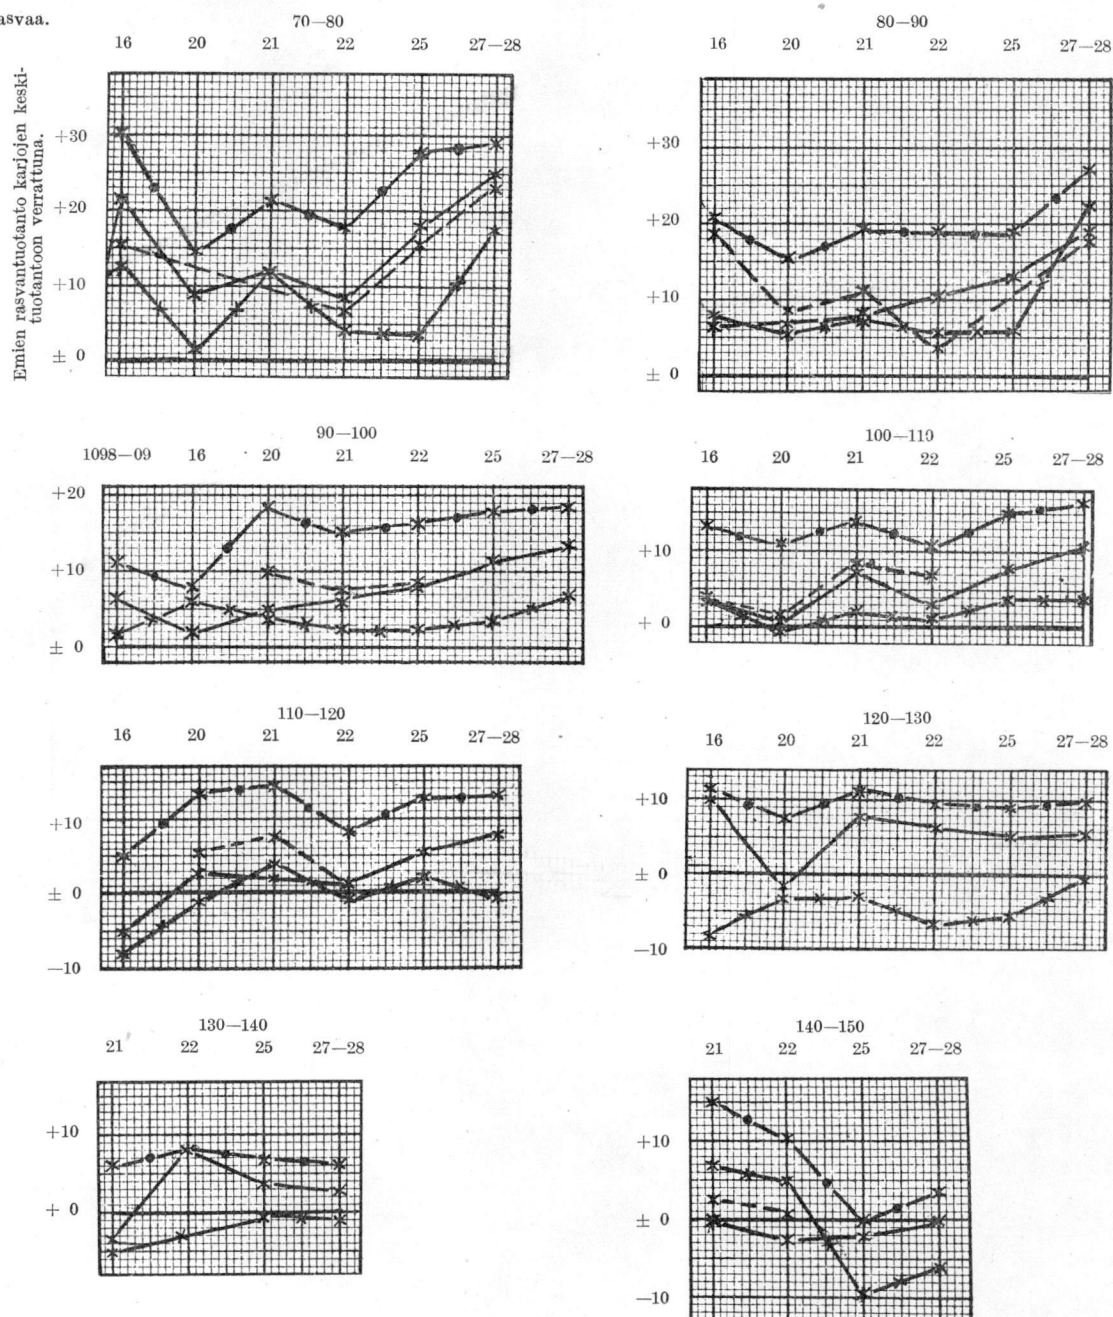 asvaa.
70—80
16 20 21 22 25 27—28
Emien rasvantuotanto karjojen keski-
tuotantoon verrattuna.
+30
+20
+10
± 0
80—90
16 20 21 22 25 27—28
+30
+20
+10
± 0
90—100
1098—09 16 20 21 22 25 27—28
+20
+10
± 0
100—119
16 20 21 22 25 27—28
+10
+ 0
110—120
16 20 21 22 25 27—28
+10
± 0
—10
120—130
16 20 21 22 25 27—28
+10
± 0
—10
130—140
21 22 25 27—28
+10
+ 0
140—150
21 22 25 27—28
+10
± 0
—10